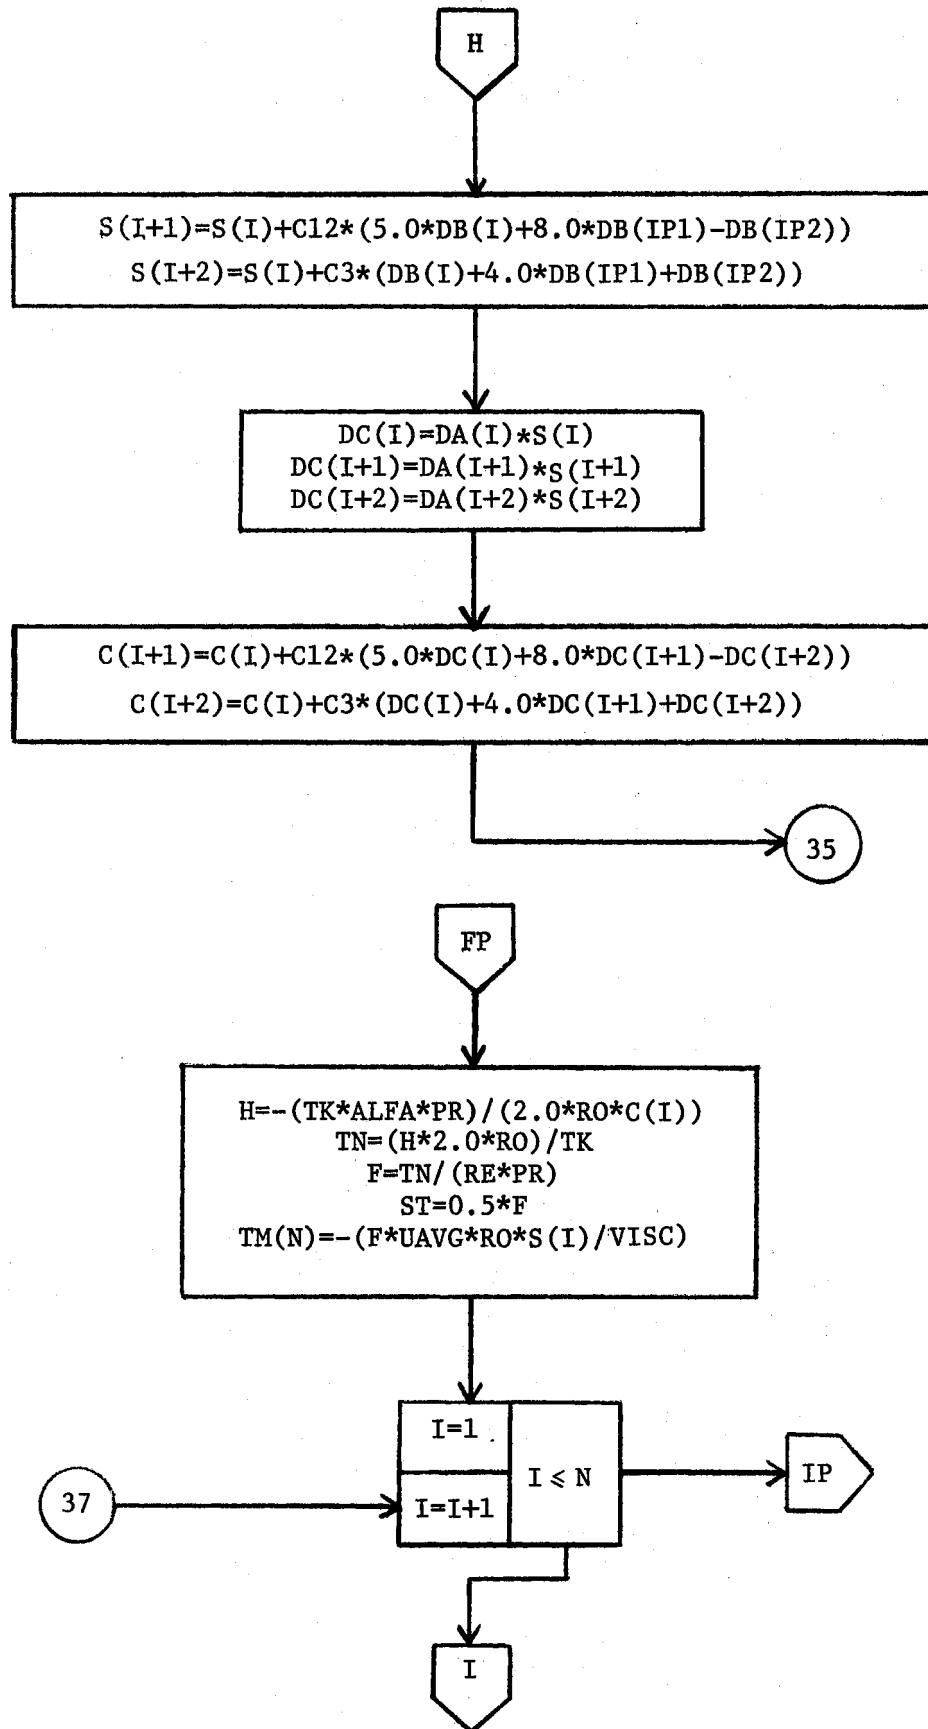 H
S(I+1)=S(I)+C12*(5.0*DB(I)+8.0*DB(IP1)-DB(IP2))
S(I+2)=S(I)+C3*(DB(I)+4.0*DB(IP1)+DB(IP2))
DC(I)=DA(I)*S(I)
DC(I+1)=DA(I+1)*S(I+1)
DC(I+2)=DA(I+2)*S(I+2)
C(I+1)=C(I)+C12*(5.0*DC(I)+8.0*DC(I+1)-DC(I+2))
C(I+2)=C(I)+C3*(DC(I)+4.0*DC(I+1)+DC(I+2))
35
FP
H=-(TK*ALFA*PR)/(2.0*RO*C(I))
TN=(H*2.0*RO)/TK
F=TN/(RE*PR)
ST=0.5*F
TM(N)=-(F*UAVG*RO*S(I)/VISC)
I=1
I ≤ N
IP
37
I=I+1
I